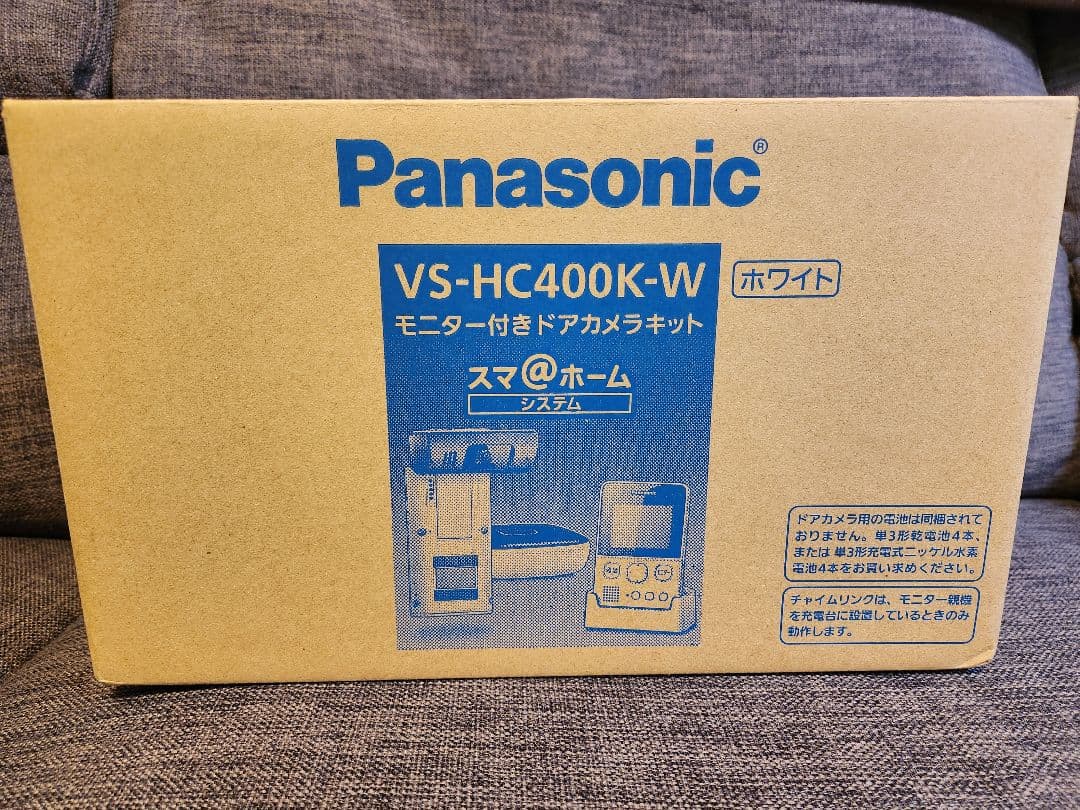 Panasonic®
VS-HC400K-W
ホワイト
モニター付きドアカメラキット
スマ@ホーム
システム
ドアカメラ用の電池は同梱されて
おりません。単3形乾電池4本、
または 単3形充電式ニッケル水素
電池4本をお買い求めください。
チャイムリンクは、モニター親機
を充電台に設置しているときのみ
動作します。